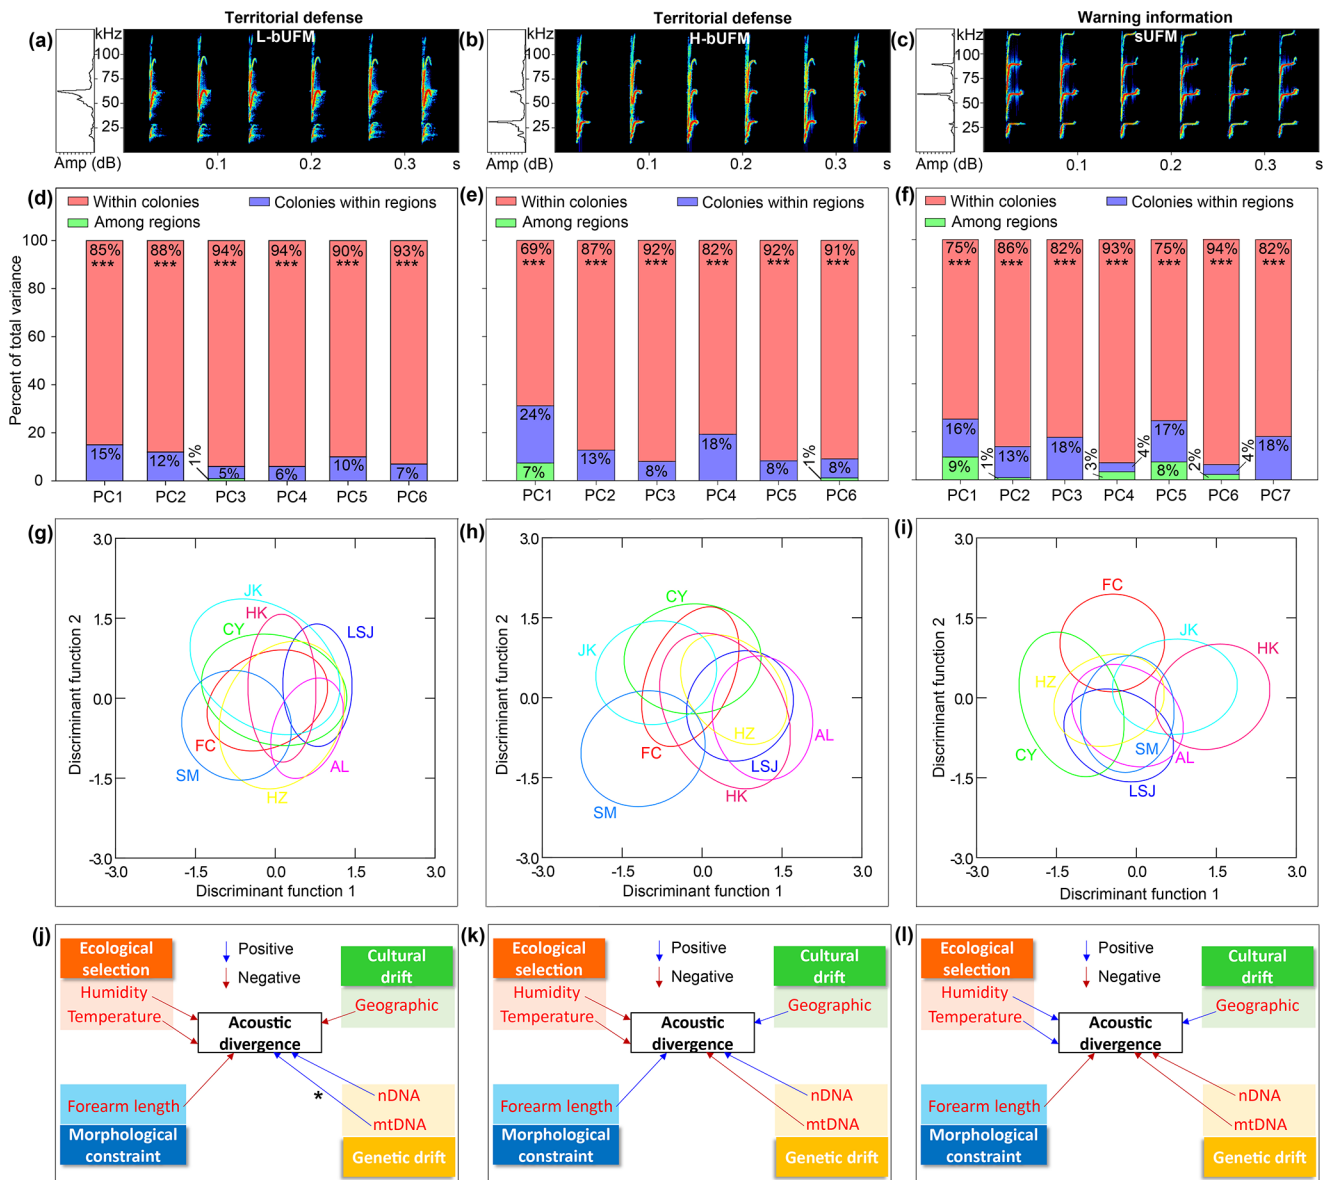 Territorial defense
Territorial defense
Warning information
(a)
kHz
L-bUFM
100
75
50
25
Amp (dB)
0.1
0.2
0.3
s
(b)
kHz
H-bUFM
100
75
50
25
Amp (dB)
0.1
0.2
0.3
s
(c)
kHz
sUFM
100
75
50
25
Amp (dB)
0.1
0.2
0.3
s
(d)
Within colonies
Colonies within regions
Among regions
Percent of total variance
100
80
60
40
20
0
85% 88% 94% 94% 90% 93%
*** *** *** *** *** ***
15% 12% 1% 5% 6% 10% 7%
PC1 PC2 PC3 PC4 PC5 PC6
(e)
Within colonies
Colonies within regions
Among regions
69% 87% 92% 82% 92% 91%
*** *** *** *** *** ***
24% 13% 8% 18% 8% 1% 8%
7%
PC1 PC2 PC3 PC4 PC5 PC6
(f)
Within colonies
Colonies within regions
Among regions
75% 86% 82% 93% 75% 94% 82%
*** *** *** *** *** *** ***
16% 1% 13% 18% 3% 4% 17% 2% 4% 18%
9% 8%
PC1 PC2 PC3 PC4 PC5 PC6 PC7
(g)
Discriminant function 2
3.0
1.5
0.0
-1.5
-3.0
JK
HK
CY
LSJ
FC
SM
AL
HZ
-3.0 -1.5 0.0 1.5 3.0
Discriminant function 1
(h)
Discriminant function 2
3.0
1.5
0.0
-1.5
-3.0
CY
JK
HZ
AL
FC
LSJ
HK
SM
-3.0 -1.5 0.0 1.5 3.0
Discriminant function 1
(i)
Discriminant function 2
3.0
1.5
0.0
-1.5
-3.0
FC
JK
HK
HZ
CY
SM
AL
LSJ
-3.0 -1.5 0.0 1.5 3.0
Discriminant function 1
(j)
Ecological
selection
Positive
Negative
Cultural
drift
Humidity
Temperature
Geographic
Acoustic
divergence
*
Forearm length
nDNA
mtDNA
Morphological
constraint
Genetic drift
(k)
Ecological
selection
Positive
Negative
Cultural
drift
Humidity
Temperature
Geographic
Acoustic
divergence
Forearm length
nDNA
mtDNA
Morphological
constraint
Genetic drift
(l)
Ecological
selection
Positive
Negative
Cultural
drift
Humidity
Temperature
Geographic
Acoustic
divergence
Forearm length
nDNA
mtDNA
Morphological
constraint
Genetic drift